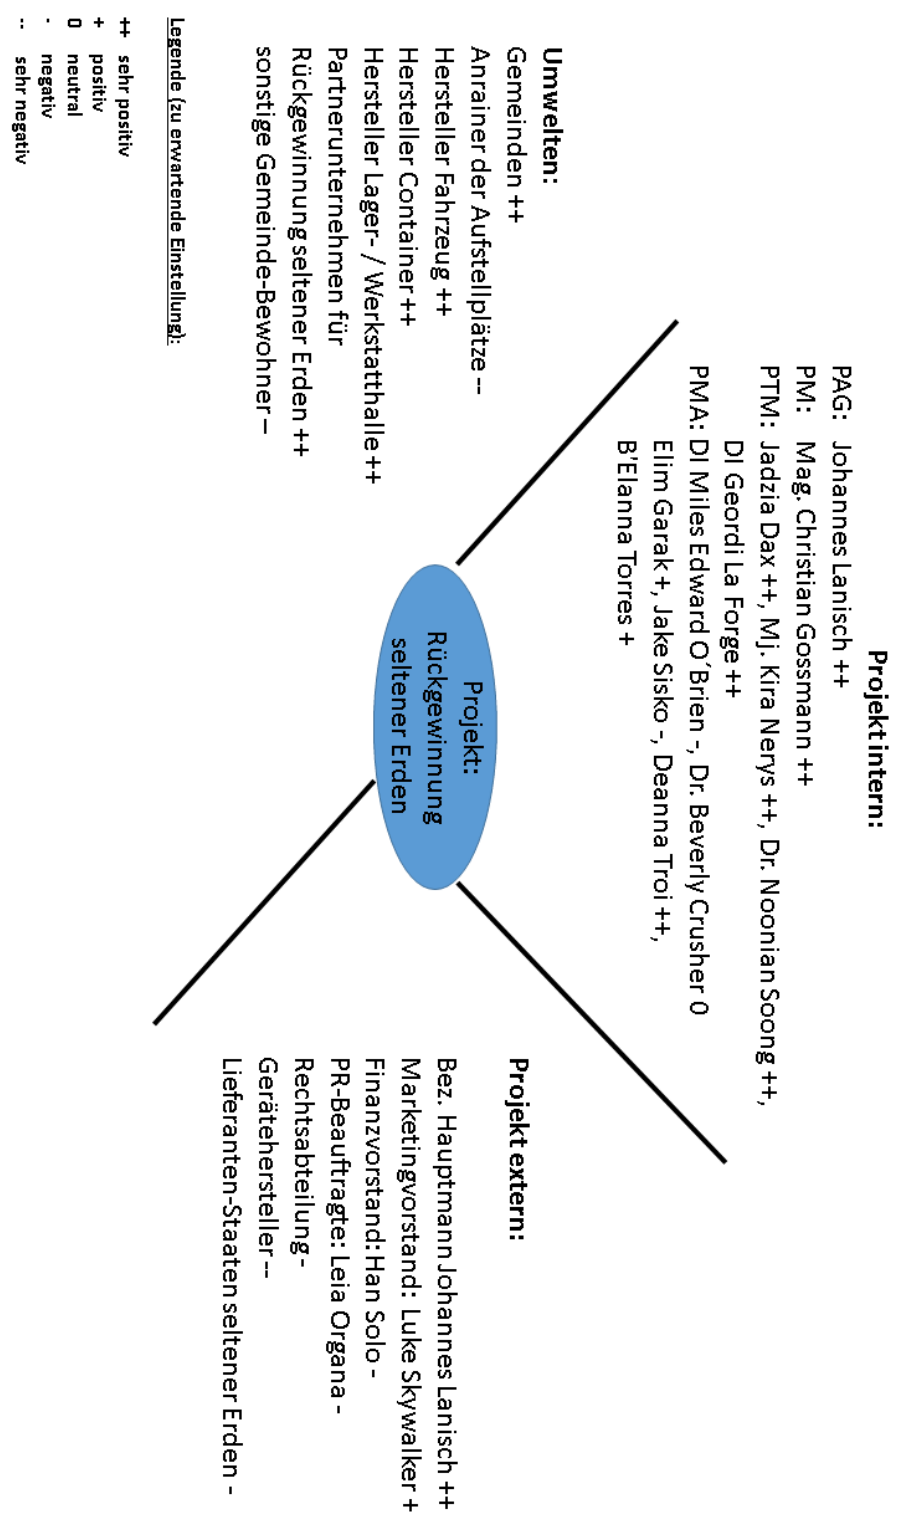 Projekt intern:
PAG: Johannes Lanisch ++
PM: Mag. Christian Gossmann ++
PTM: Jadzia Dax ++, Mj. Kira Nerys ++, Dr. Noonian Soong ++,
DI Geordi La Forge ++
PMA: DI Miles Edward O´Brien -, Dr. Beverly Crusher 0
Elim Garak +, Jake Sisko -, Deanna Troi ++,
B'Elanna Torres +
Umwelten:
Gemeinden ++
Anrainer der Aufstellplätze --
Hersteller Fahrzeug ++
Hersteller Container ++
Hersteller Lager- / Werkstatthalle ++
Partnerunternehmen für
Rückgewinnung seltener Erden ++
sonstige Gemeinde-Bewohner –
Projekt:
Rückgewinnung
seltener Erden
Projekt extern:
Bez. Hauptmann Johannes Lanisch ++
Marketingvorstand: Luke Skywalker +
Finanzvorstand: Han Solo -
PR-Beauftragte: Leia Organa -
Rechtsabteilung -
Gerätehersteller --
Lieferanten-Staaten seltener Erden -
Legende (zu erwartende Einstellung):
++ sehr positiv
+ positiv
0 neutral
- negativ
-- sehr negativ